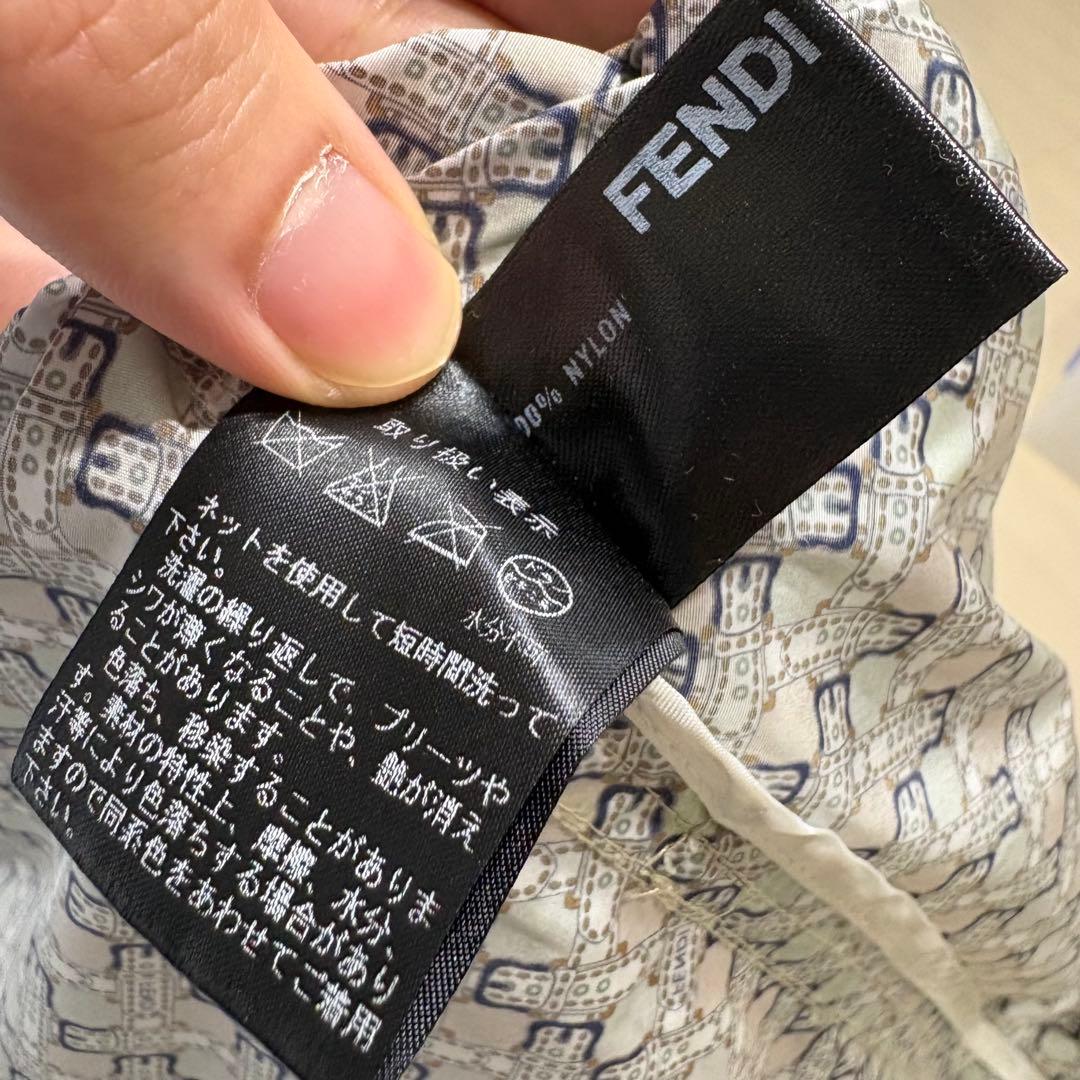 FENDI
00% NYLON
取り扱い表示
ネットを使用して短時間洗って
下さい。
洗濯の繰り返しで、プリーツや
シワが薄くなることや、艶が消え
ることがあります。
色落ち、移染することがありま
す。素材の特性上、摩擦、水分、
汗等により色落ちする場合があり
ますので同系色をあわせてご着用
下さい。
FENDI